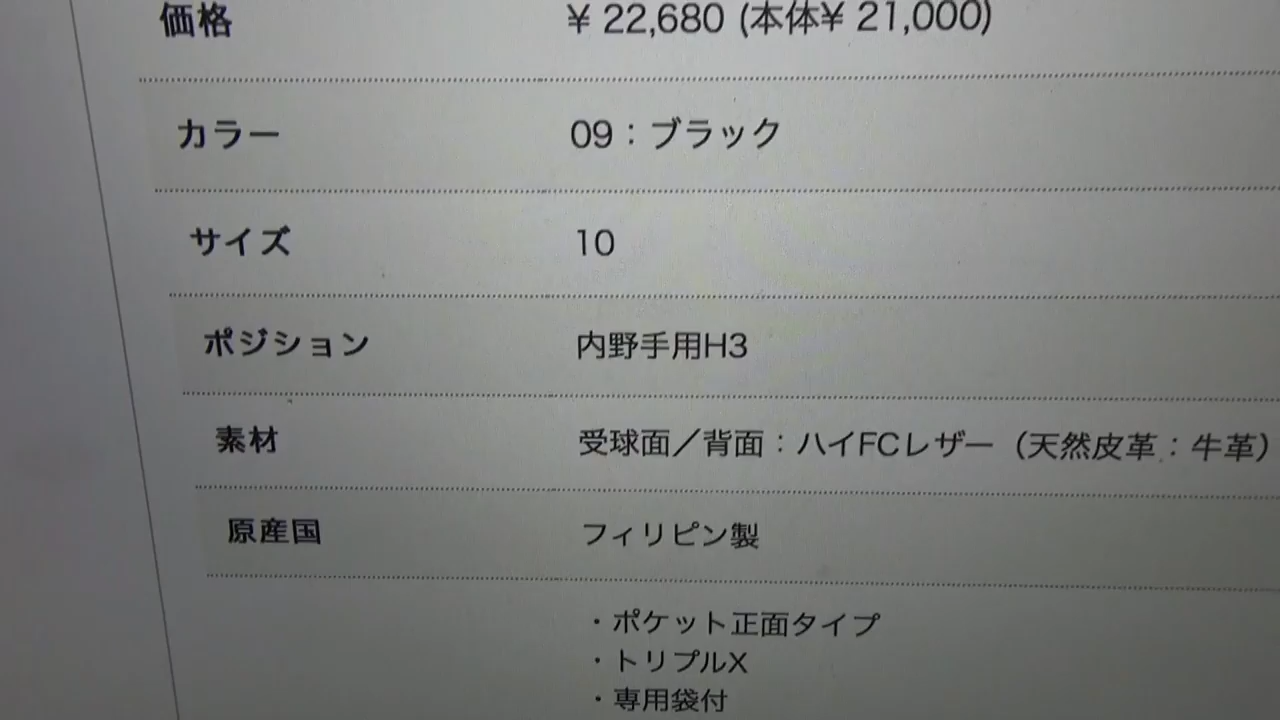 価格 ¥ 22,680 (本体¥ 21,000)
カラー 09：ブラック
サイズ 10
ポジション 内野手用H3
素材 受球面／背面：ハイFCレザー（天然皮革：牛革）
原産国 フィリピン製
・ポケット正面タイプ
・トリプルX
・専用袋付